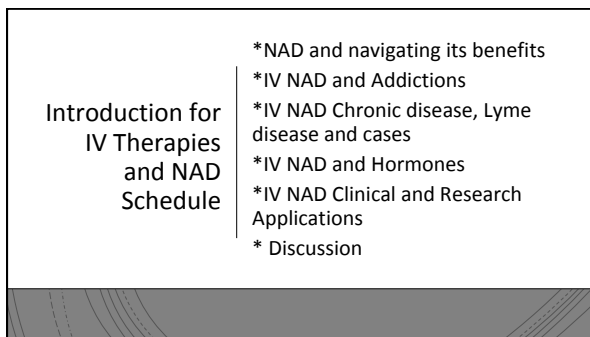 Introduction for
IV Therapies
and NAD
Schedule
*NAD and navigating its benefits
*IV NAD and Addictions
*IV NAD Chronic disease, Lyme
disease and cases
*IV NAD and Hormones
*IV NAD Clinical and Research
Applications
* Discussion